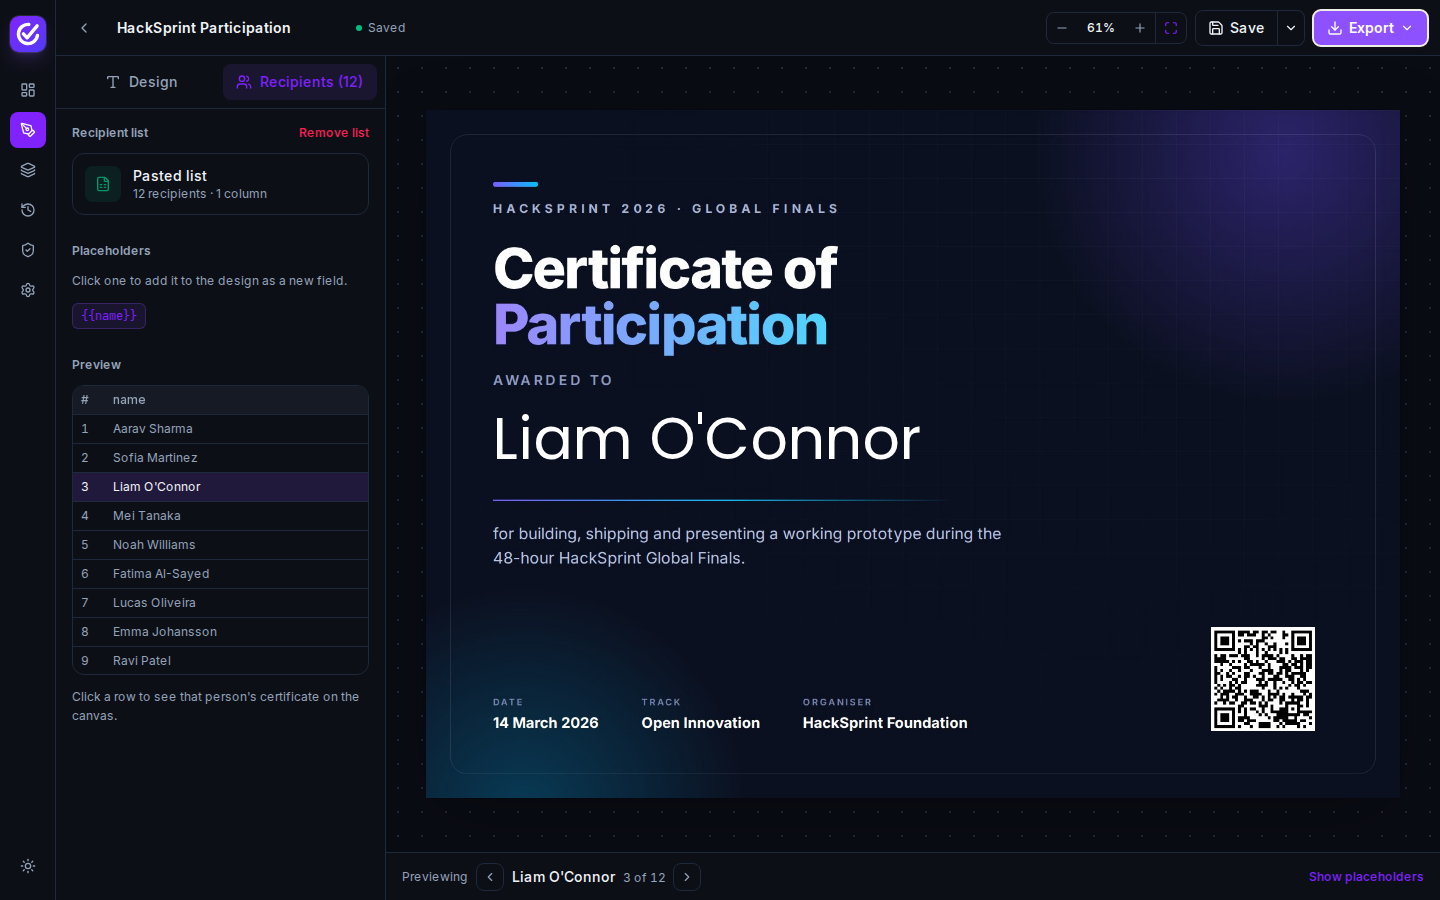 HackSprint Participation
Saved
61%
Save
Export
Design
Recipients (12)
Recipient list
Remove list
Pasted list
12 recipients · 1 column
Placeholders
Click one to add it to the design as a new field.
{{name}}
Preview
# name
1 Aarav Sharma
2 Sofia Martinez
3 Liam O'Connor
4 Mei Tanaka
5 Noah Williams
6 Fatima Al-Sayed
7 Lucas Oliveira
8 Emma Johansson
9 Ravi Patel
Click a row to see that person's certificate on the
canvas.
HACKSPRINT 2026 · GLOBAL FINALS
Certificate of
Participation
AWARDED TO
Liam O'Connor
for building, shipping and presenting a working prototype during the
48-hour HackSprint Global Finals.
DATE
14 March 2026
TRACK
Open Innovation
ORGANISER
HackSprint Foundation
Previewing
Liam O'Connor 3 of 12
Show placeholders